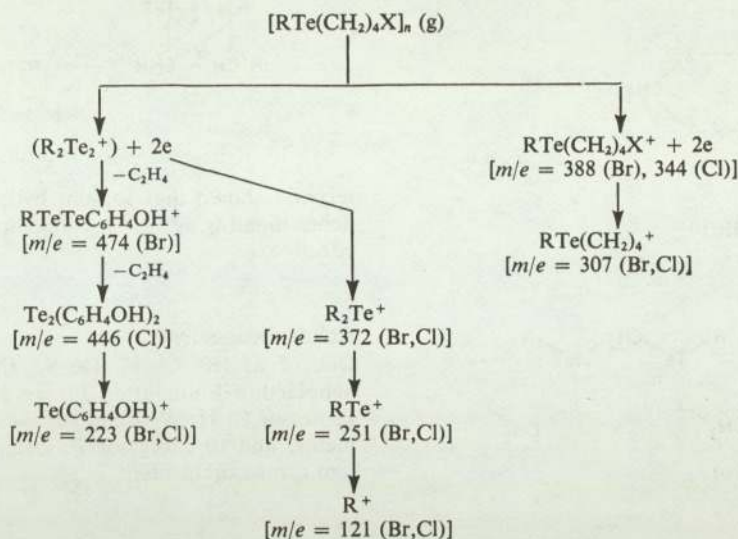 [RTe(CH₂)₄X]ₙ (g)
(R₂Te₂⁺) + 2e
−C₂H₄
RTeTeC₆H₄OH⁺
[m/e = 474 (Br)]
−C₂H₄
Te₂(C₆H₄OH)₂
[m/e = 446 (Cl)]
Te(C₆H₄OH)⁺
[m/e = 223 (Br,Cl)]
R₂Te⁺
[m/e = 372 (Br,Cl)]
RTe⁺
[m/e = 251 (Br,Cl)]
R⁺
[m/e = 121 (Br,Cl)]
RTe(CH₂)₄X⁺ + 2e
[m/e = 388 (Br), 344 (Cl)]
RTe(CH₂)₄⁺
[m/e = 307 (Br,Cl)]